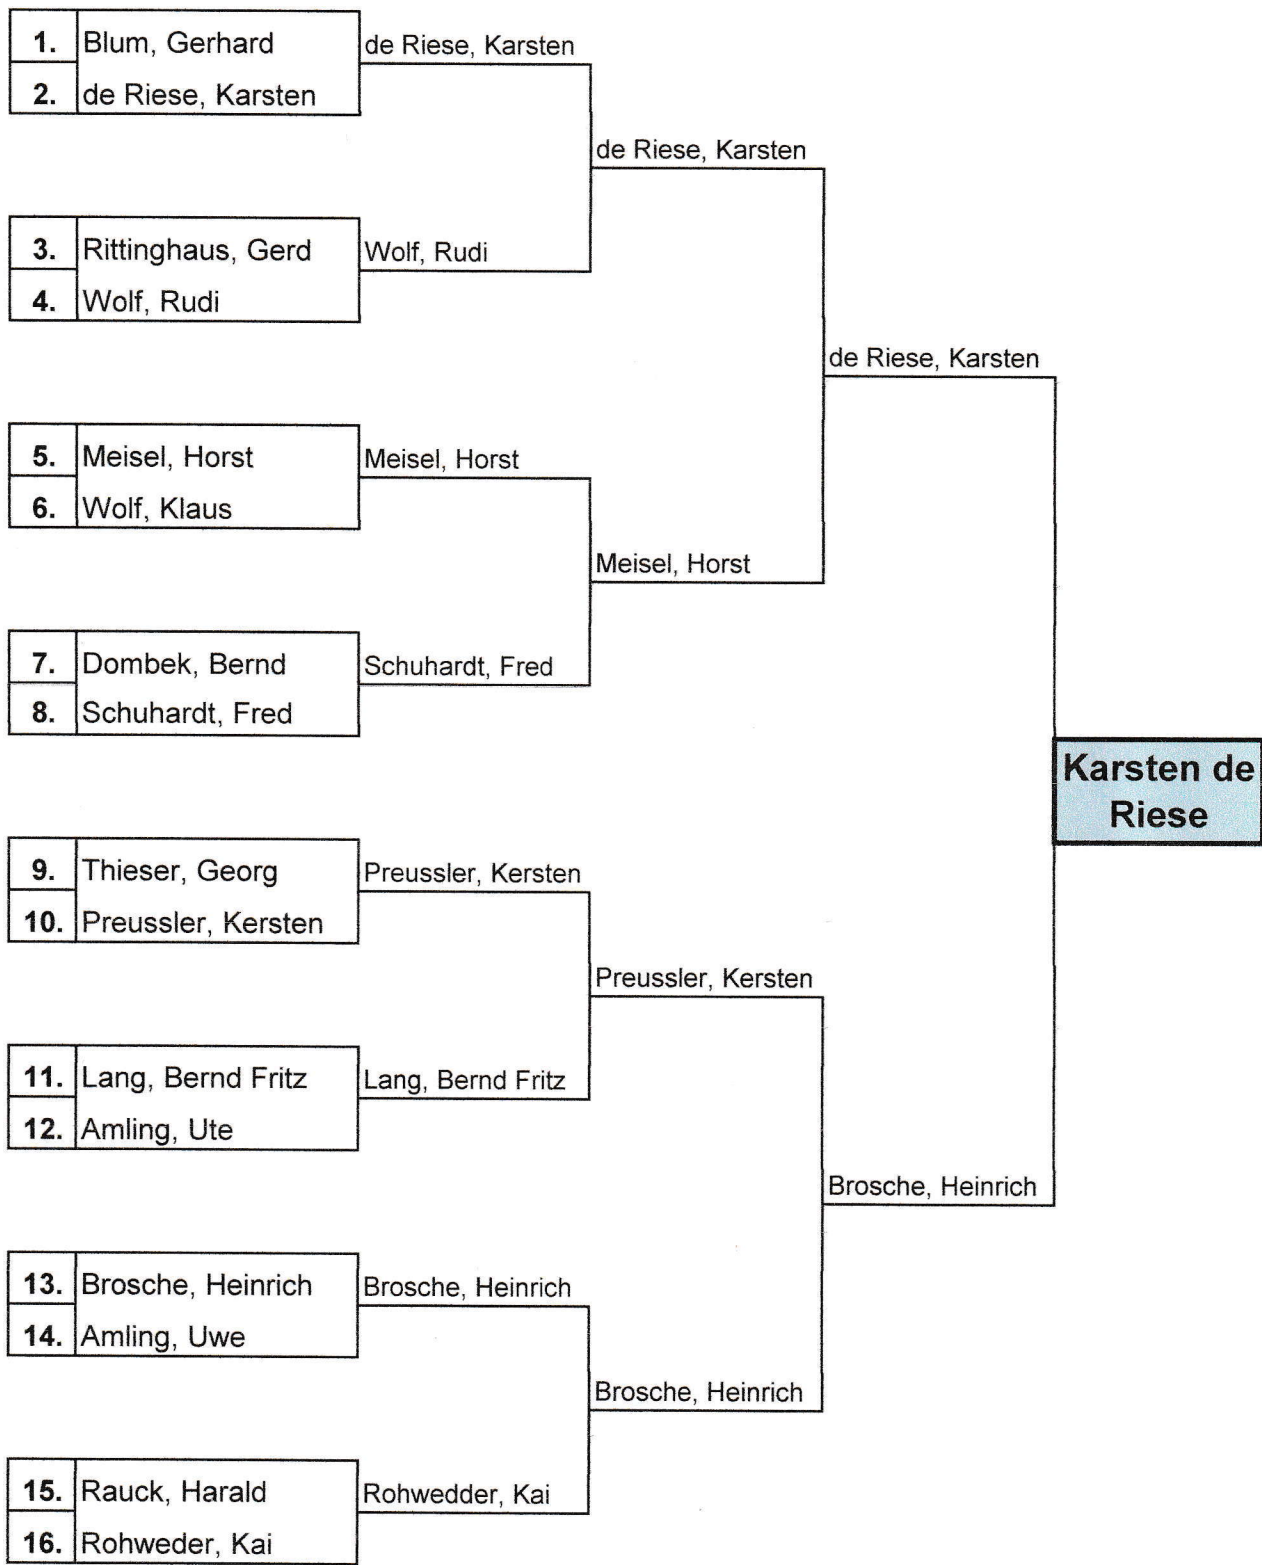 1. Blum, Gerhard
2. de Riese, Karsten
de Riese, Karsten
de Riese, Karsten
3. Rittinghaus, Gerd
4. Wolf, Rudi
Wolf, Rudi
de Riese, Karsten
5. Meisel, Horst
6. Wolf, Klaus
Meisel, Horst
Meisel, Horst
7. Dombek, Bernd
8. Schuhardt, Fred
Schuhardt, Fred
Karsten de
Riese
9. Thieser, Georg
10. Preussler, Kersten
Preussler, Kersten
Preussler, Kersten
11. Lang, Bernd Fritz
12. Amling, Ute
Lang, Bernd Fritz
Brosche, Heinrich
13. Brosche, Heinrich
14. Amling, Uwe
Brosche, Heinrich
Brosche, Heinrich
15. Rauck, Harald
16. Rohweder, Kai
Rohwedder, Kai